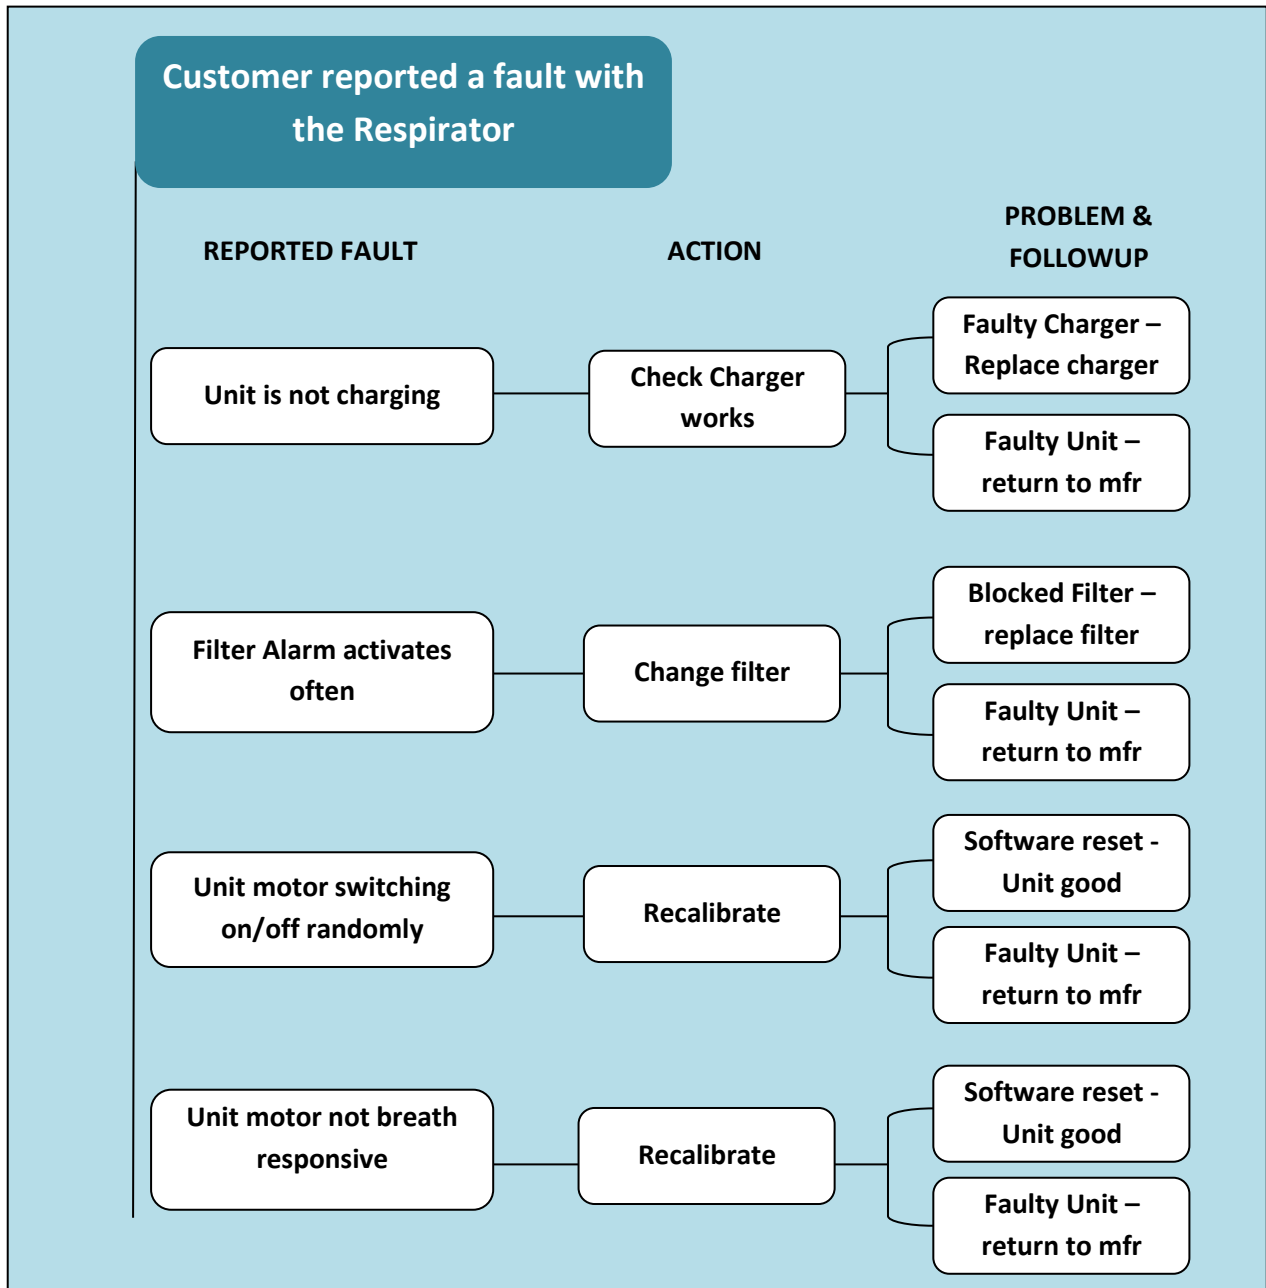 Customer reported a fault with
the Respirator
REPORTED FAULT
ACTION
PROBLEM &
FOLLOWUP
Unit is not charging
Check Charger
works
Faulty Charger –
Replace charger
Faulty Unit –
return to mfr
Filter Alarm activates
often
Change filter
Blocked Filter –
replace filter
Faulty Unit –
return to mfr
Unit motor switching
on/off randomly
Recalibrate
Software reset -
Unit good
Faulty Unit –
return to mfr
Unit motor not breath
responsive
Recalibrate
Software reset -
Unit good
Faulty Unit –
return to mfr